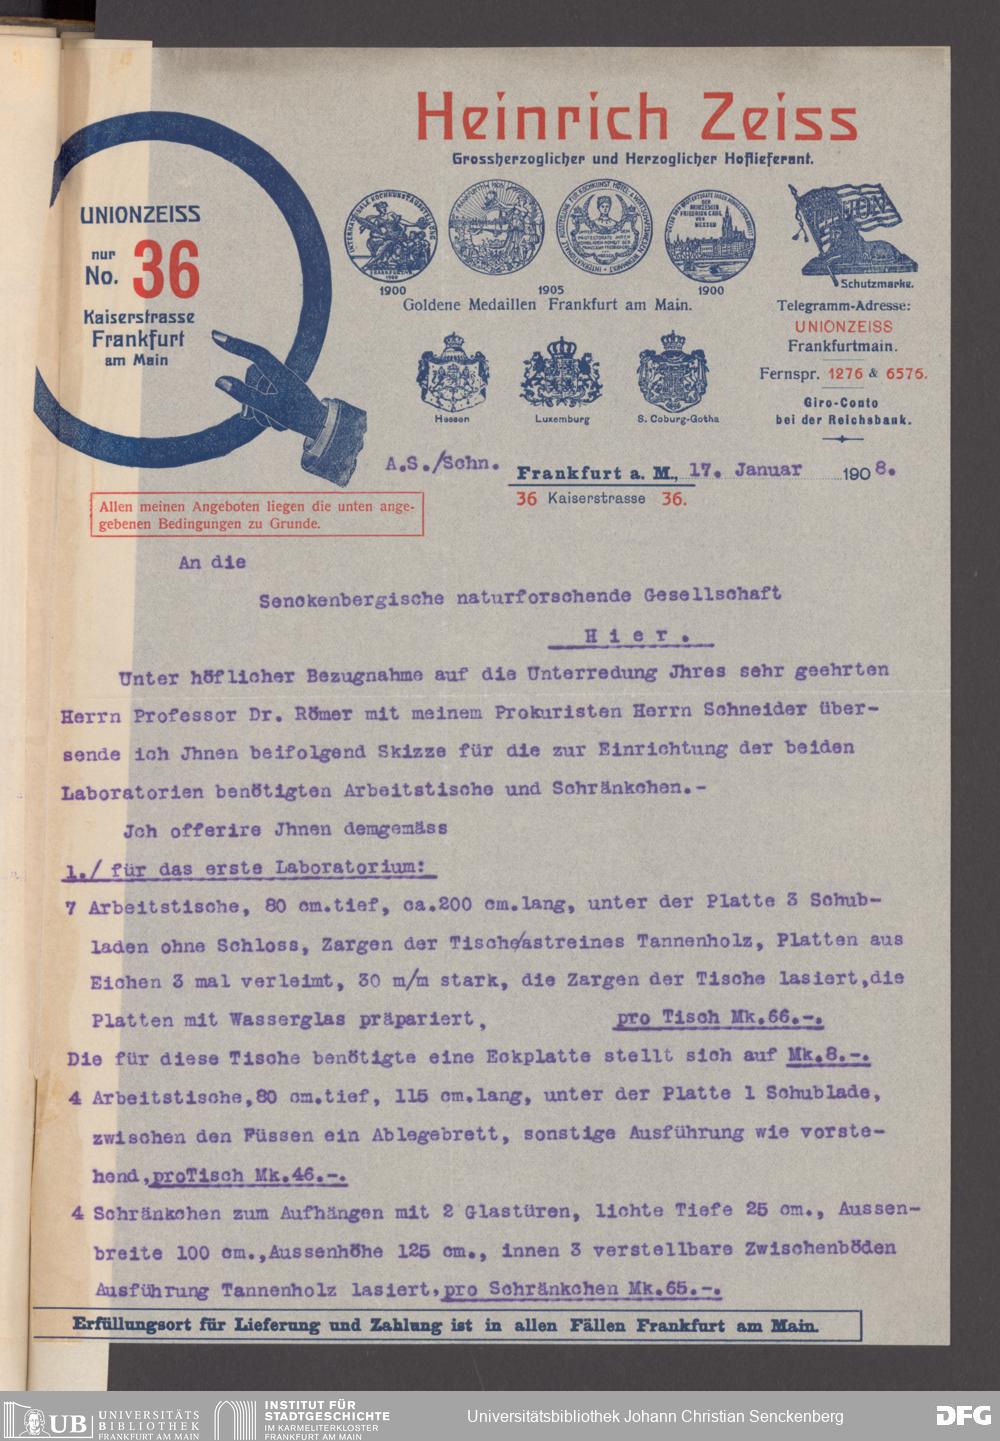 Heinrich Zeiss
Grossherzoglicher und Herzoglicher Hoflieferant.
UNIONZEISS
nur
No. 36
Kaiserstrasse
Frankfurt
am Main
1900
1905
1900
Goldene Medaillen Frankfurt am Main.
UNION
Schutzmarke.
Telegramm-Adresse:
UNIONZEISS
Frankfurtmain.
Fernspr. 1276 & 6576.
Giro-Conto
bei der Reichsbank.
Hessen
Luxemburg
S. Coburg-Gotha
A.S./Schn.
Frankfurt a. M., 17. Januar 1908.
36 Kaiserstrasse 36.
Allen meinen Angeboten liegen die unten ange-
gebenen Bedingungen zu Grunde.
An die
Senckenbergische naturforschende Gesellschaft
Hier.
Unter höflicher Bezugnahme auf die Unterredung Jhres sehr geehrten
Herrn Professor Dr. Römer mit meinem Prokuristen Herrn Schneider über-
sende ich Jhnen beifolgend Skizze für die zur Einrichtung der beiden
Laboratorien benötigten Arbeitstische und Schränkchen.-
Jch offerire Jhnen demgemäss
1./ für das erste Laboratorium:
7 Arbeitstische, 80 cm.tief, ca.200 cm.lang, unter der Platte 3 Schub-
laden ohne Schloss, Zargen der Tische/astreines Tannenholz, Platten aus
Eichen 3 mal verleimt, 30 m/m stark, die Zargen der Tische lasiert,die
Platten mit Wasserglas präpariert, pro Tisch Mk.66.-.
Die für diese Tische benötigte eine Eckplatte stellt sich auf Mk.8.-.
4 Arbeitstische,80 cm.tief, 115 cm.lang, unter der Platte 1 Schublade,
zwischen den Füssen ein Ablegebrett, sonstige Ausführung wie vorste-
hend,proTisch Mk.46.-.
4 Schränkchen zum Aufhängen mit 2 Glastüren, lichte Tiefe 25 cm., Aussen-
breite 100 cm.,Aussenhöhe 125 cm., innen 3 verstellbare Zwischenböden
Ausführung Tannenholz lasiert,pro Schränkchen Mk.65.-.
Erfüllungsort für Lieferung und Zahlung ist in allen Fällen Frankfurt am Main.
UB UNIVERSITÄTS
BIBLIOTHEK
FRANKFURT AM MAIN
INSTITUT FÜR
STADTGESCHICHTE
IM KARMELITERKLOSTER
FRANKFURT AM MAIN
Universitätsbibliothek Johann Christian Senckenberg
DFG